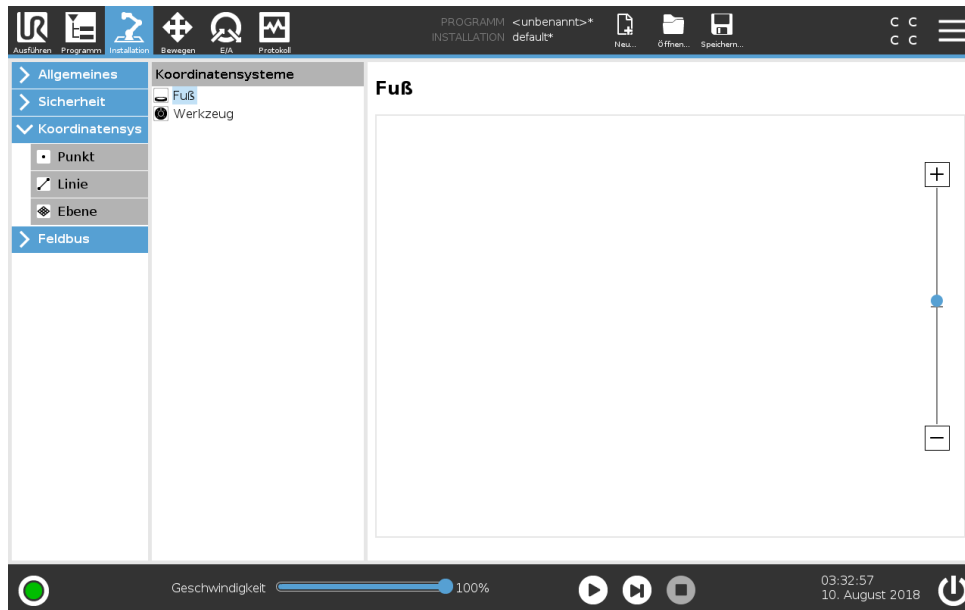 UR
Ausführen
Programm
Installation
Bewegen
E/A
Protokoll
PROGRAMM <unbenannt>*
INSTALLATION default*
Neu...
Öffnen...
Speichern...
C C
C C
Allgemeines
Sicherheit
Koordinatensys
Punkt
Linie
Ebene
Feldbus
Koordinatensysteme
Fuß
Werkzeug
Fuß
+
−
Geschwindigkeit 100%
03:32:57
10. August 2018